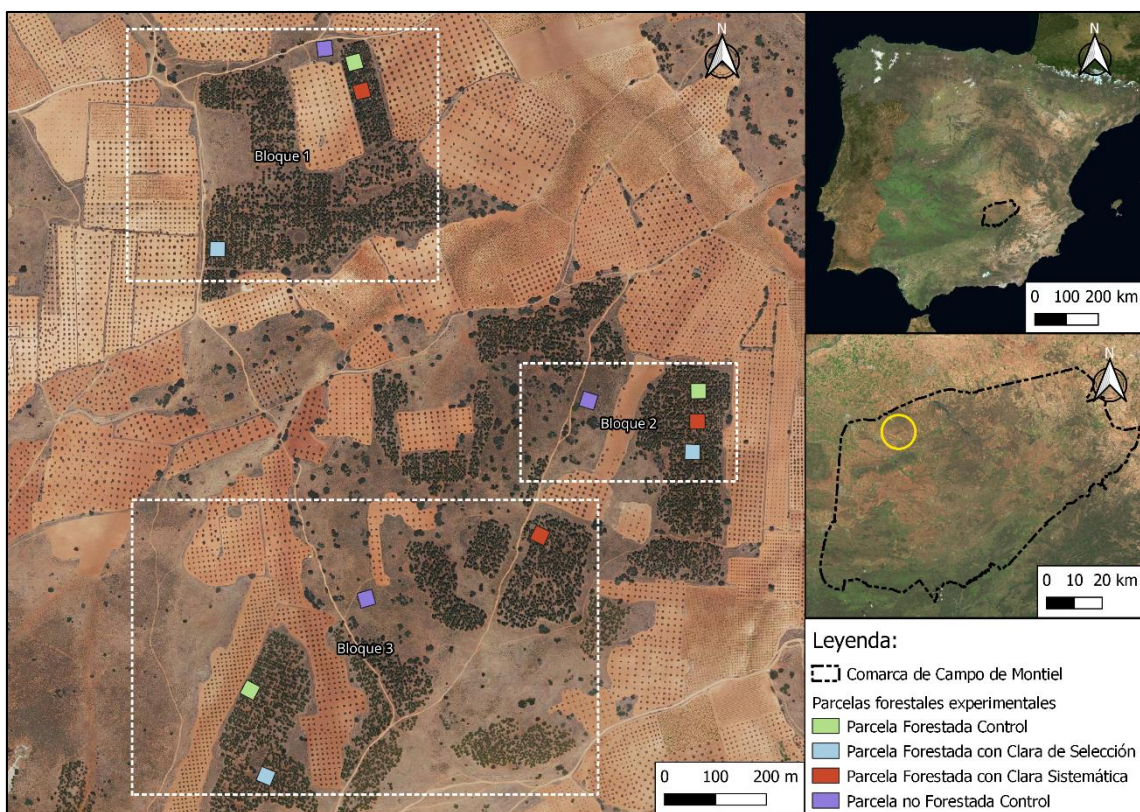 N
Bloque 1
Bloque 2
Bloque 3
0 100 200 m
N
0 100 200 km
N
0 10 20 km
Leyenda:
Comarca de Campo de Montiel
Parcelas forestales experimentales
Parcela Forestada Control
Parcela Forestada con Clara de Selección
Parcela Forestada con Clara Sistemática
Parcela no Forestada Control